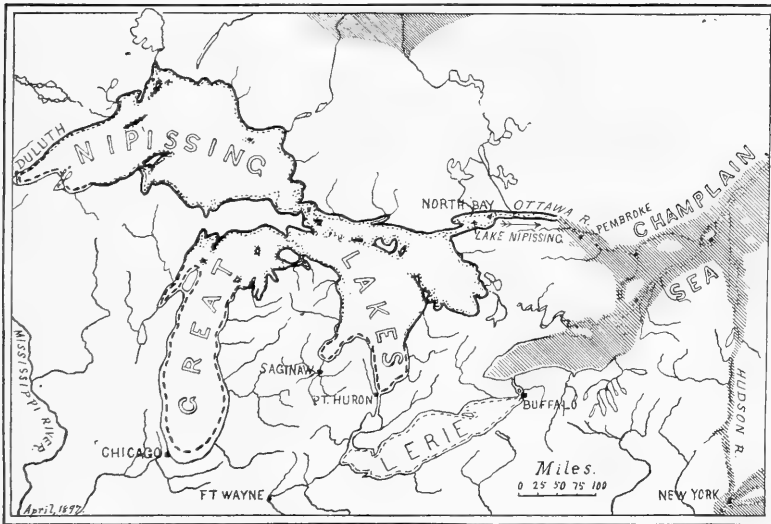 DULUTH
NIPISSING
GREAT
LAKES
NORTH BAY
OTTAWA R.
LAKE NIPISSING
PEMBROKE
CHAMPLAIN
SEA
SAGINAW
PT. HURON
L. ERIE
BUFFALO
MISSISSIPPI RIVER
CHICAGO
FT WAYNE
HUDSON R.
NEW YORK
Miles.
0 25 50 75 100
April, 1897